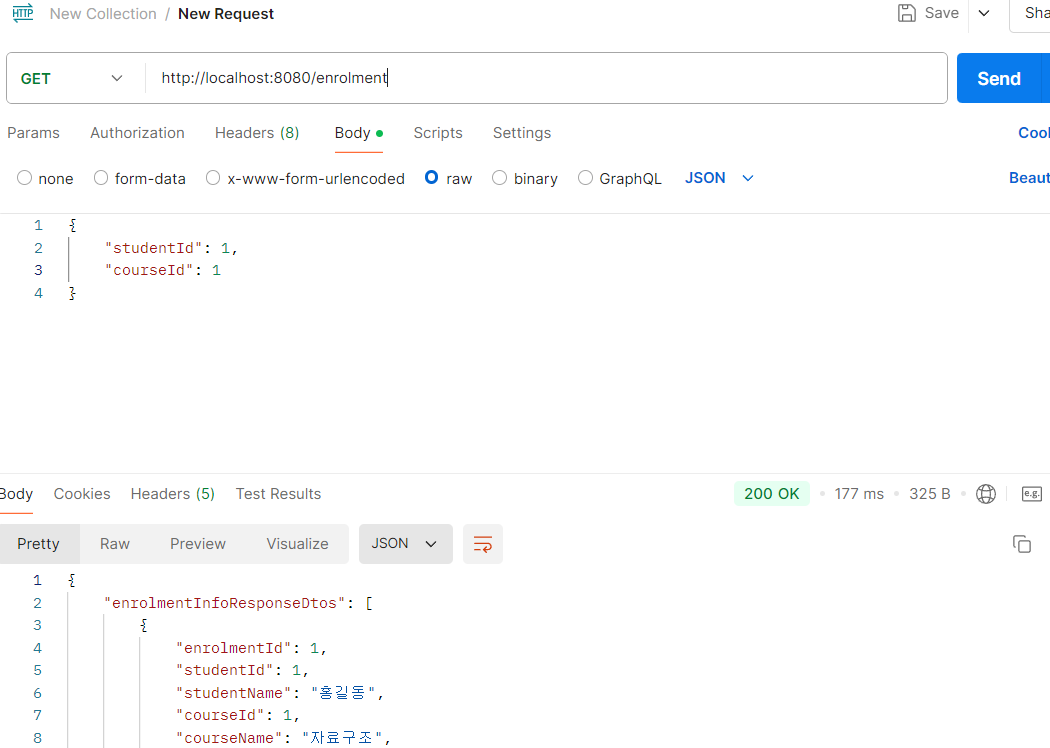 HTTP New Collection / New Request Save Sha
GET http://localhost:8080/enrolment Send
Params Authorization Headers (8) Body Scripts Settings Cool
none form-data x-www-form-urlencoded raw binary GraphQL JSON Beaut
1 {
2 "studentId": 1,
3 "courseId": 1
4 }
Body Cookies Headers (5) Test Results 200 OK 177 ms 325 B e.g.
Pretty Raw Preview Visualize JSON
1 {
2 "enrolmentInfoResponseDtos": [
3 {
4 "enrolmentId": 1,
5 "studentId": 1,
6 "studentName": "홍길동",
7 "courseId": 1,
8 "courseName": "자료구조",